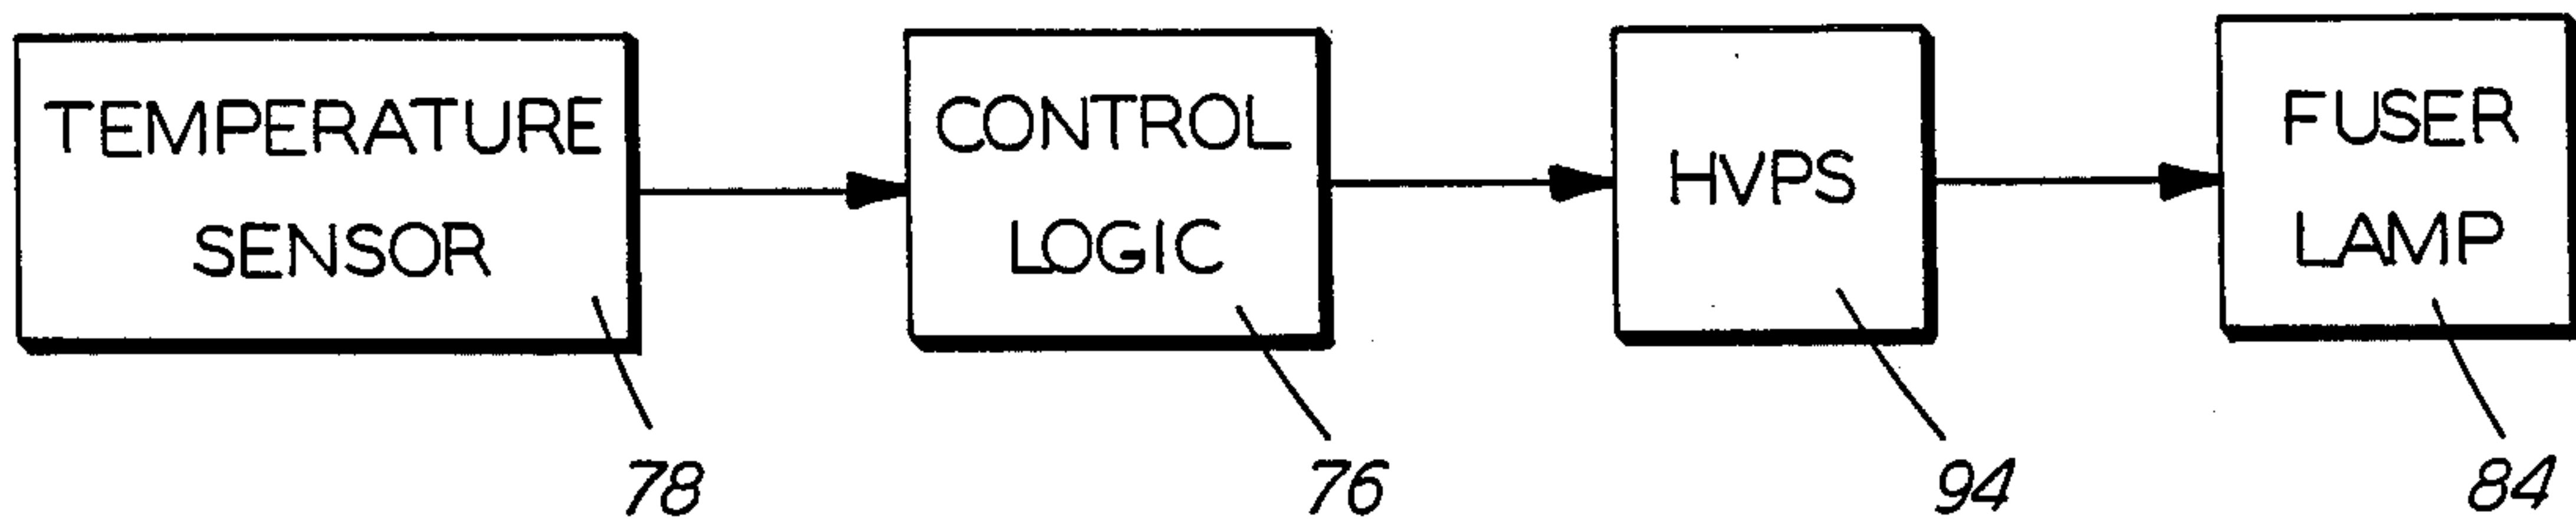 TEMPERATURE
SENSOR
CONTROL
LOGIC
HVPS
FUSER
LAMP
78
76
94
84